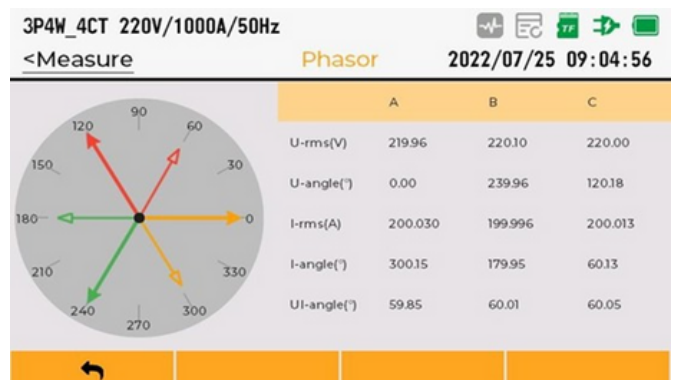 3P4W_4CT 220V/1000A/50Hz
TF
<Measure
Phasor
2022/07/25 09:04:56
90
120
60
150
30
180
0
210
330
240
300
270
A B C
U-rms(V) 219.96 220.10 220.00
U-angle(°) 0.00 239.96 120.18
I-rms(A) 200.030 199.996 200.013
I-angle(°) 300.15 179.95 60.13
UI-angle(°) 59.85 60.01 60.05